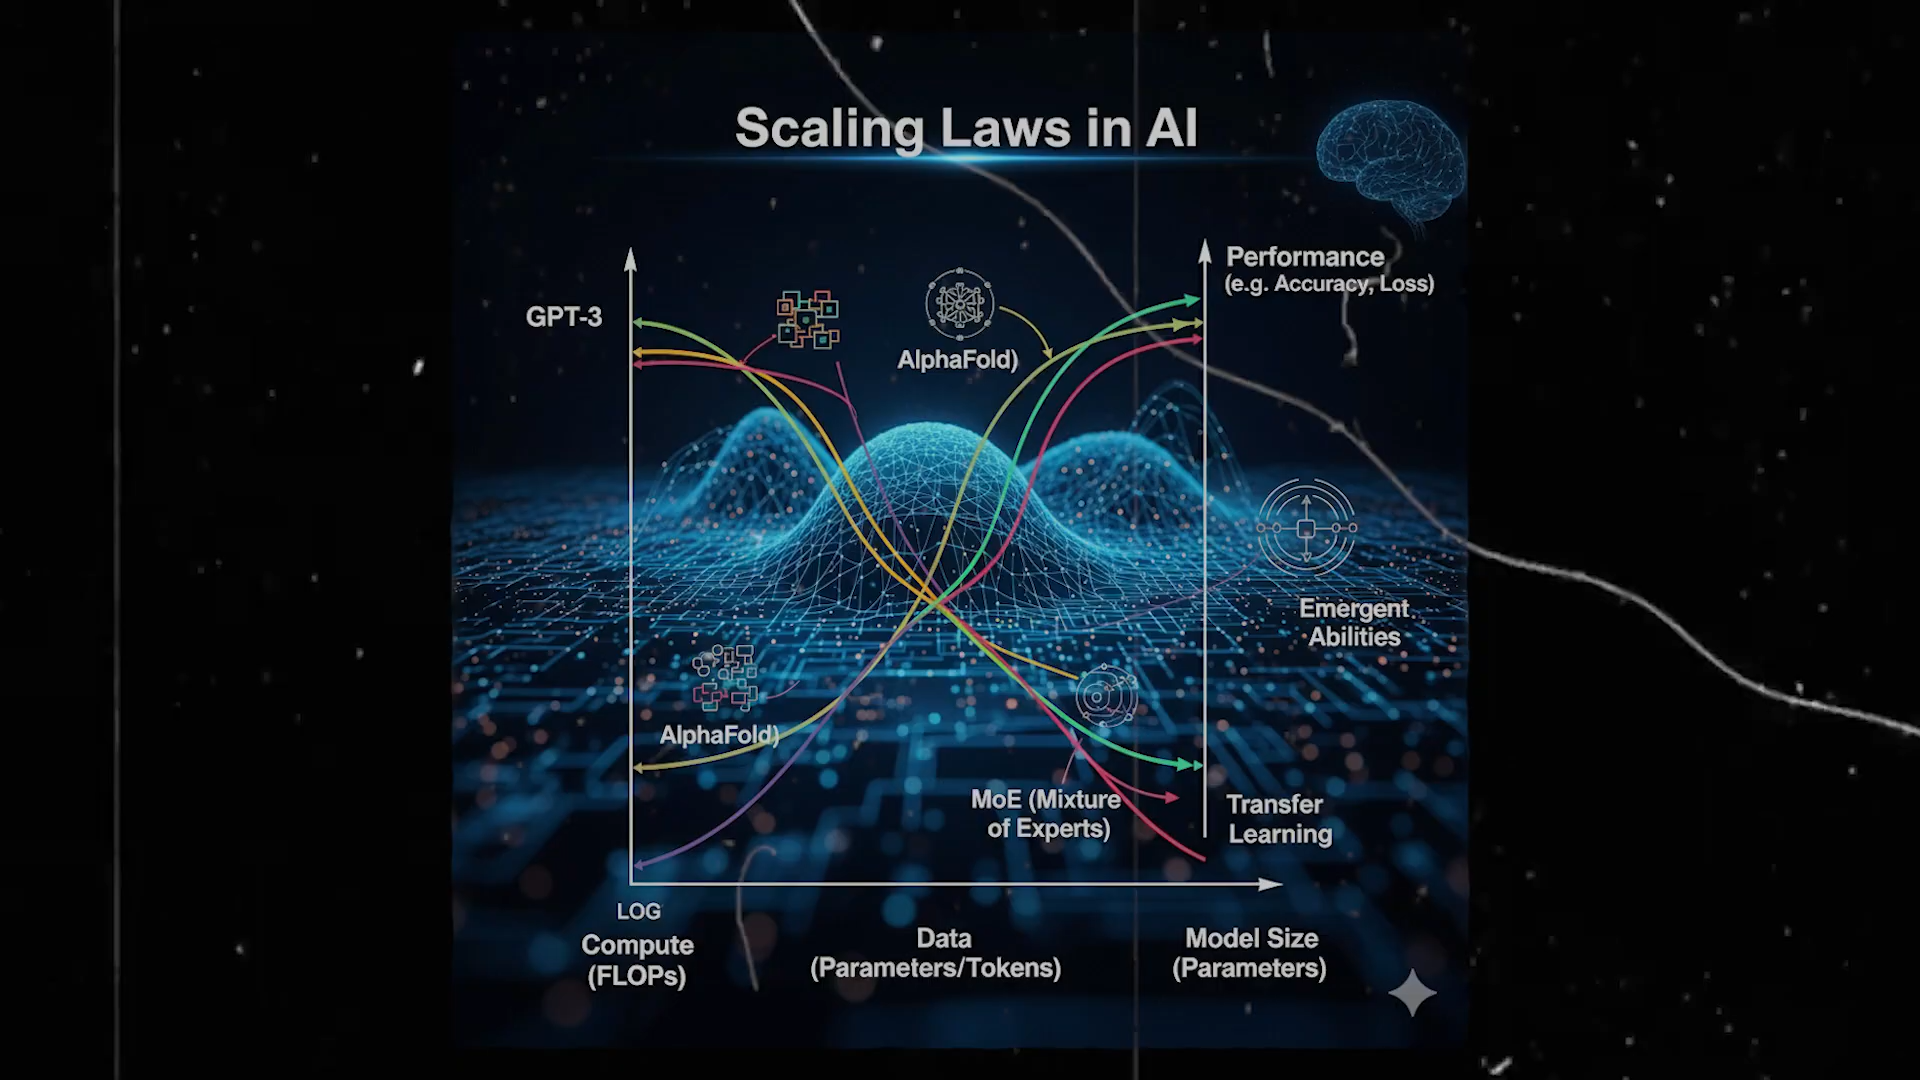 Scaling Laws in AI
Performance
(e.g. Accuracy, Loss)
GPT-3
AlphaFold)
Emergent
Abilities
AlphaFold)
MoE (Mixture
of Experts)
Transfer
Learning
LOG
Compute
(FLOPs)
Data
(Parameters/Tokens)
Model Size
(Parameters)